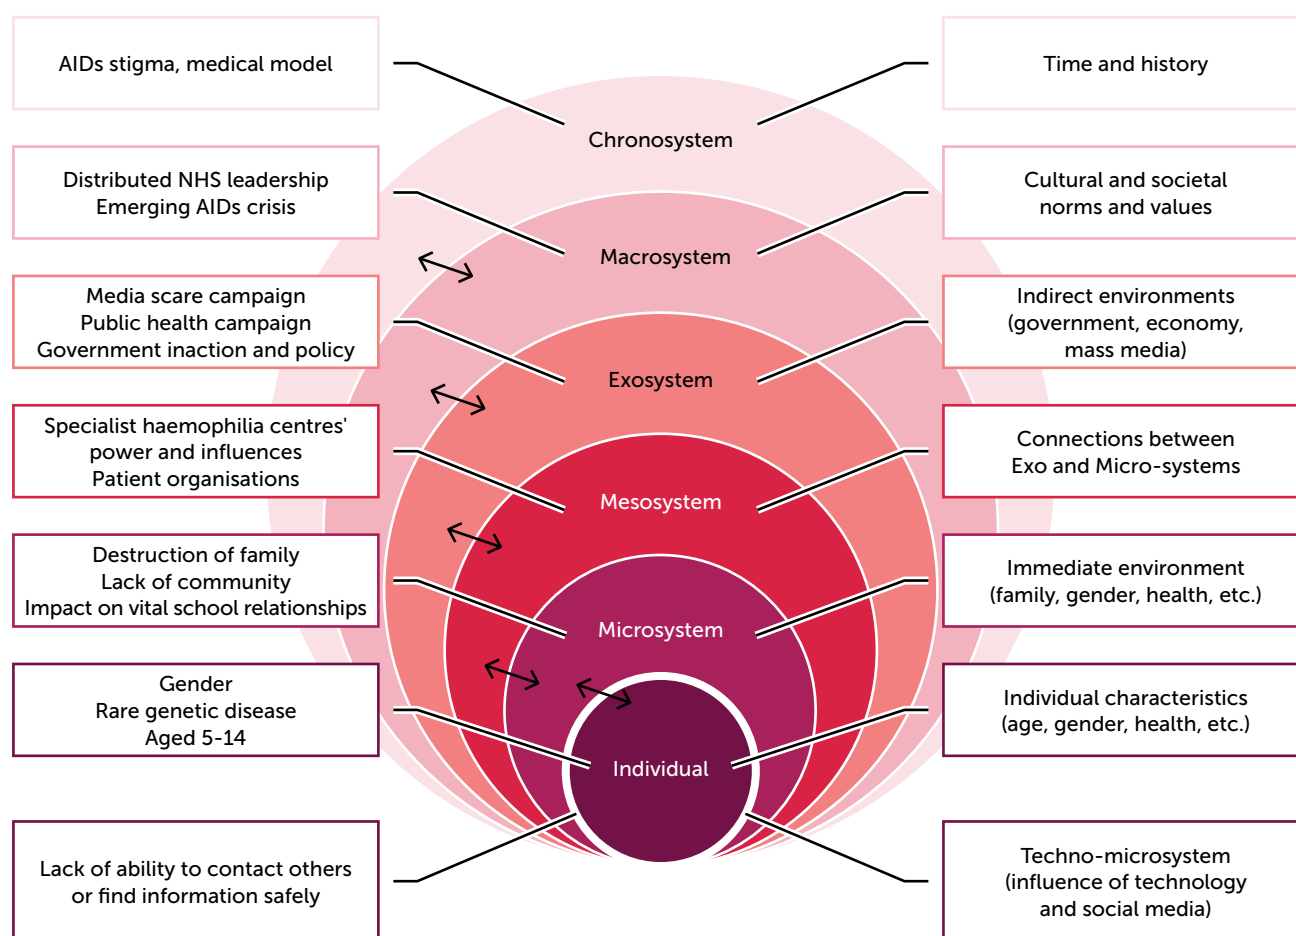 AIDs stigma, medical model
Time and history
Chronosystem
Distributed NHS leadership
Emerging AIDs crisis
Cultural and societal
norms and values
Macrosystem
Media scare campaign
Public health campaign
Government inaction and policy
Indirect environments
(government, economy,
mass media)
Exosystem
Specialist haemophilia centres'
power and influences
Patient organisations
Connections between
Exo and Micro-systems
Mesosystem
Destruction of family
Lack of community
Impact on vital school relationships
Immediate environment
(family, gender, health, etc.)
Microsystem
Gender
Rare genetic disease
Aged 5-14
Individual characteristics
(age, gender, health, etc.)
Individual
Lack of ability to contact others
or find information safely
Techno-microsystem
(influence of technology
and social media)